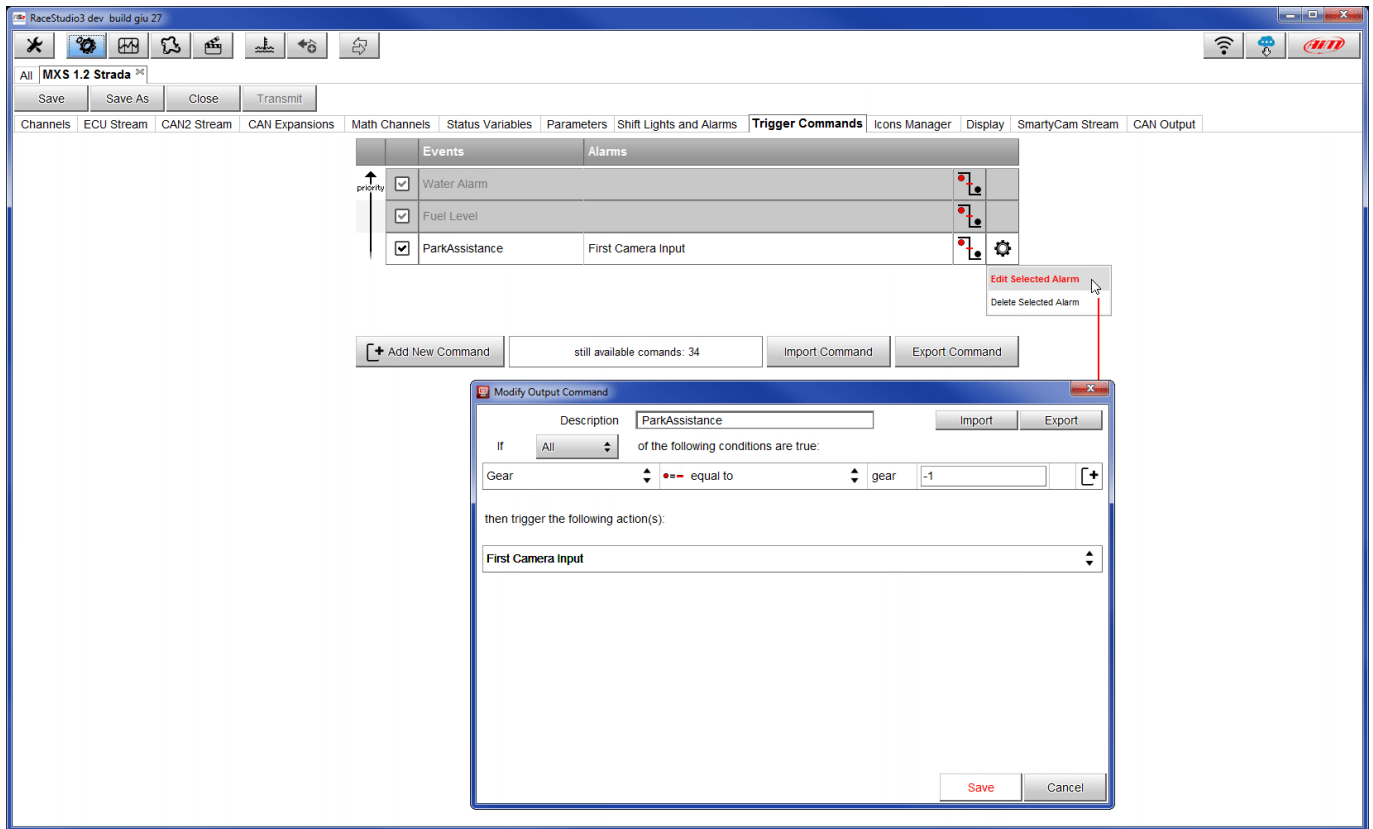 RaceStudio3 dev build giu 27
AiM
All MXS 1.2 Strada
Save Save As Close Transmit
Channels ECU Stream CAN2 Stream CAN Expansions Math Channels Status Variables Parameters Shift Lights and Alarms Trigger Commands Icons Manager Display SmartyCam Stream CAN Output
Events Alarms
priority Water Alarm
Fuel Level
ParkAssistance First Camera Input
Edit Selected Alarm
Delete Selected Alarm
Add New Command still available comands: 34 Import Command Export Command
Modify Output Command
Description ParkAssistance Import Export
If All of the following conditions are true:
Gear equal to gear -1
then trigger the following action(s):
First Camera Input
Save Cancel